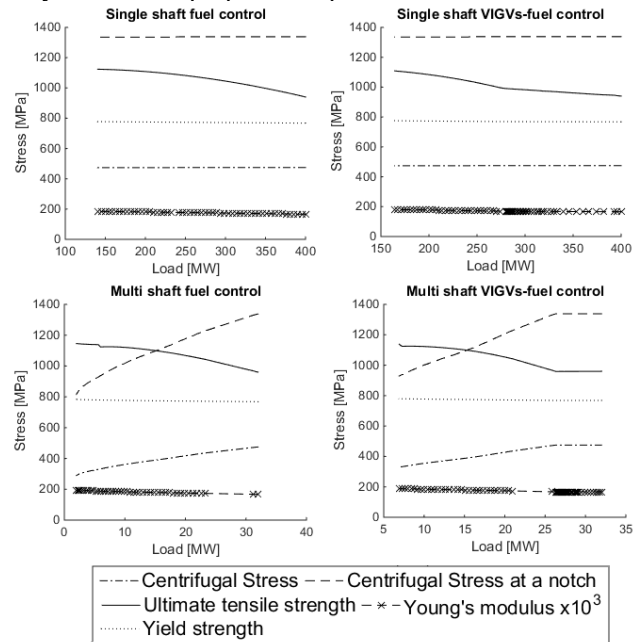 Single shaft fuel control
Single shaft VIGVs-fuel control
1400
1200
1000
800
600
400
200
0
Stress [MPa]
100 150 200 250 300 350 400
Load [MW]
1400
1200
1000
800
600
400
200
0
Stress [MPa]
150 200 250 300 350 400
Load [MW]
Multi shaft fuel control
Multi shaft VIGVs-fuel control
1400
1200
1000
800
600
400
200
0
Stress [MPa]
0 10 20 30 40
Load [MW]
1400
1200
1000
800
600
400
200
0
Stress [MPa]
5 10 15 20 25 30 35
Load [MW]
Centrifugal Stress
Centrifugal Stress at a notch
Ultimate tensile strength
Young's modulus x10³
Yield strength